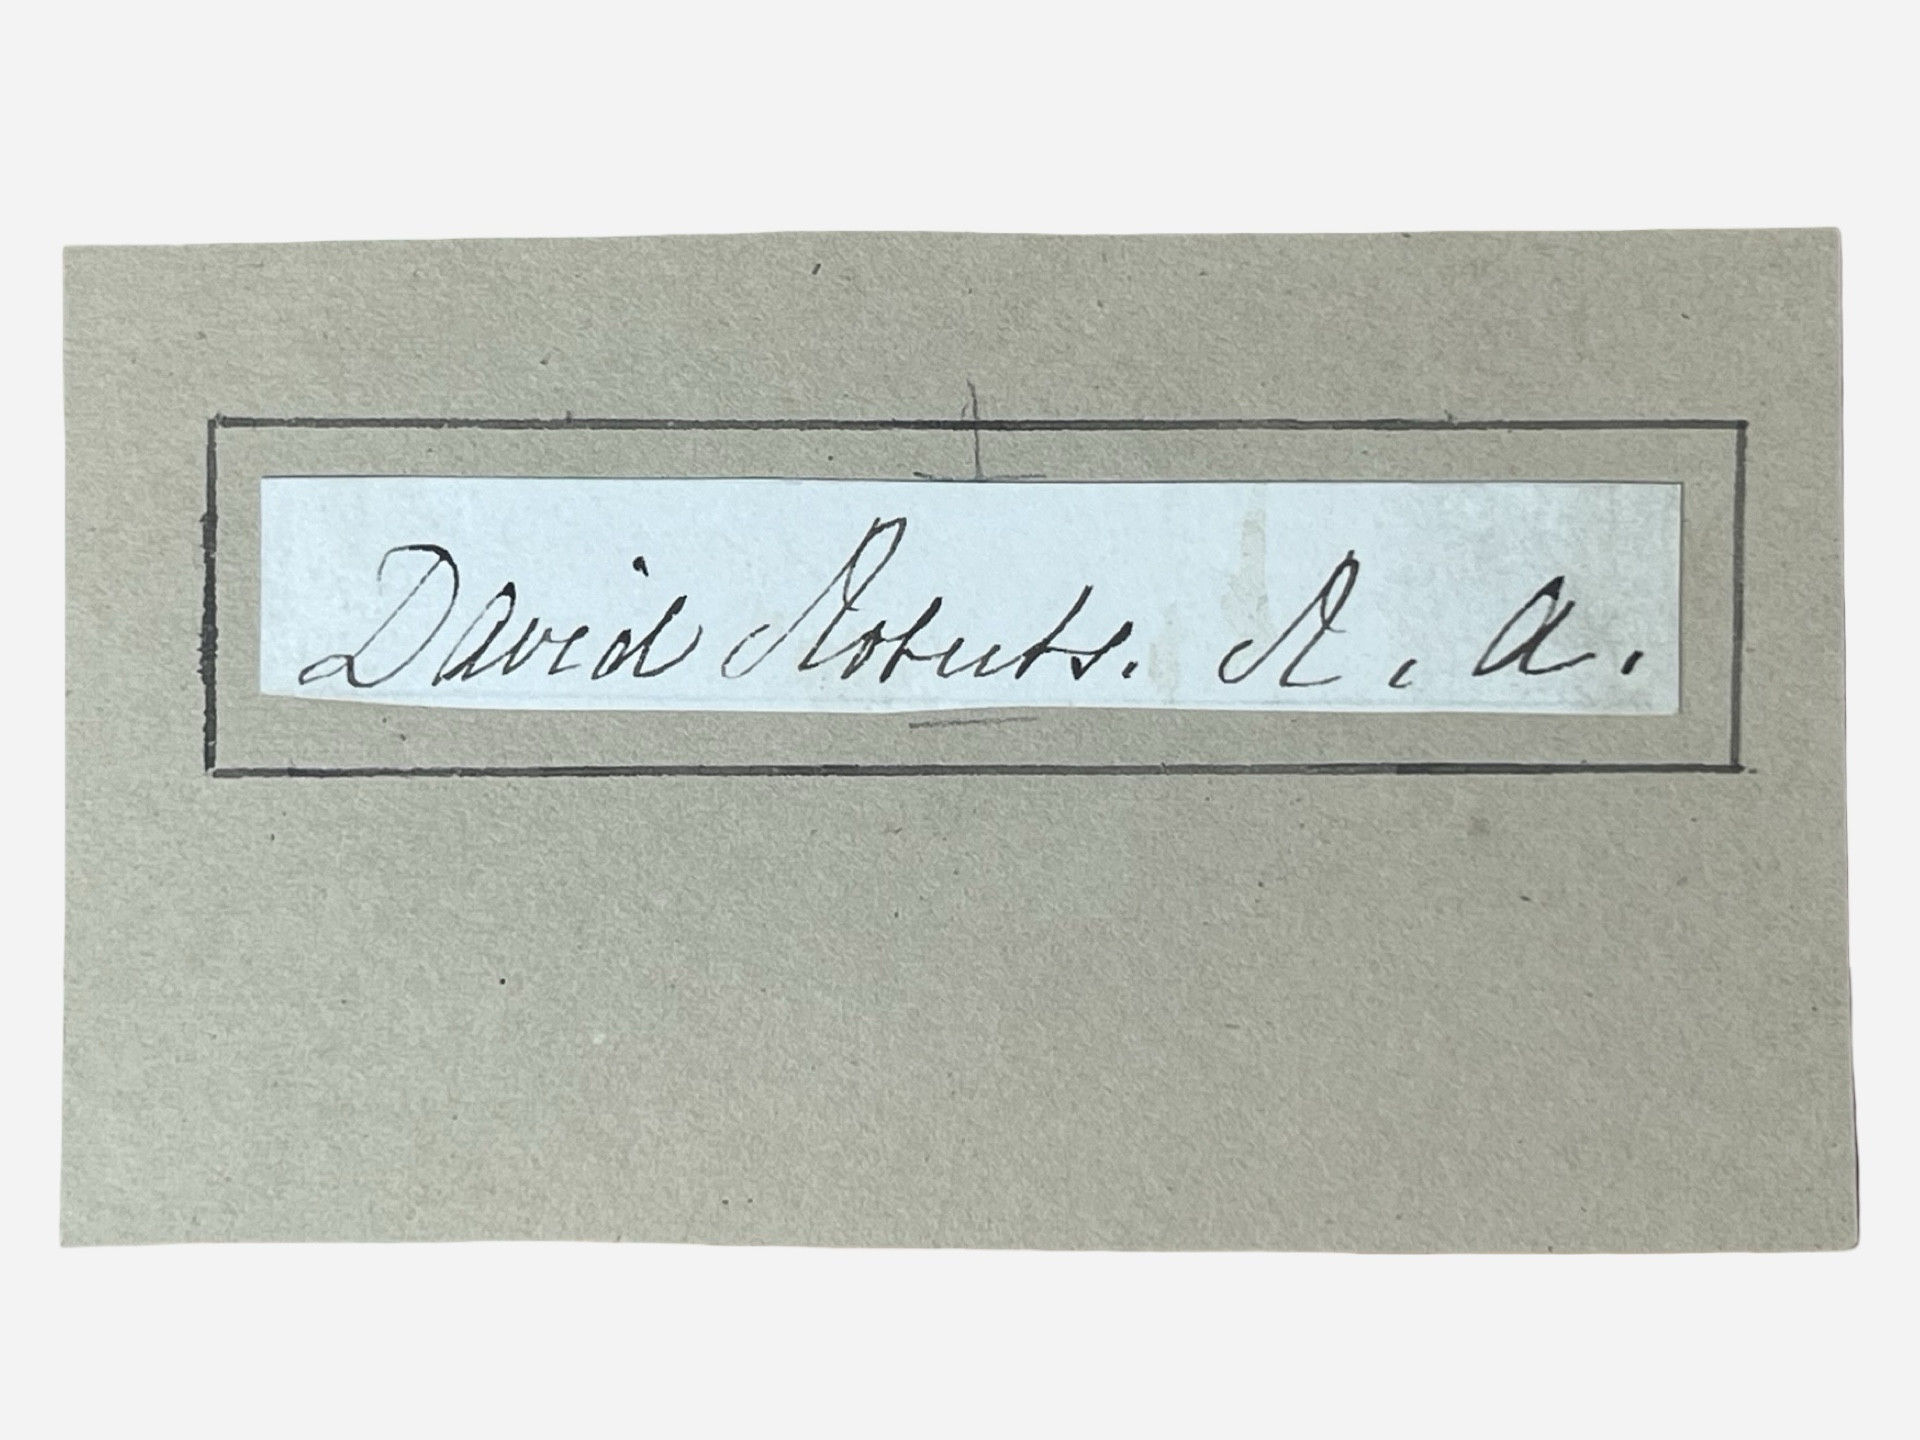 David Roberts. R. A.